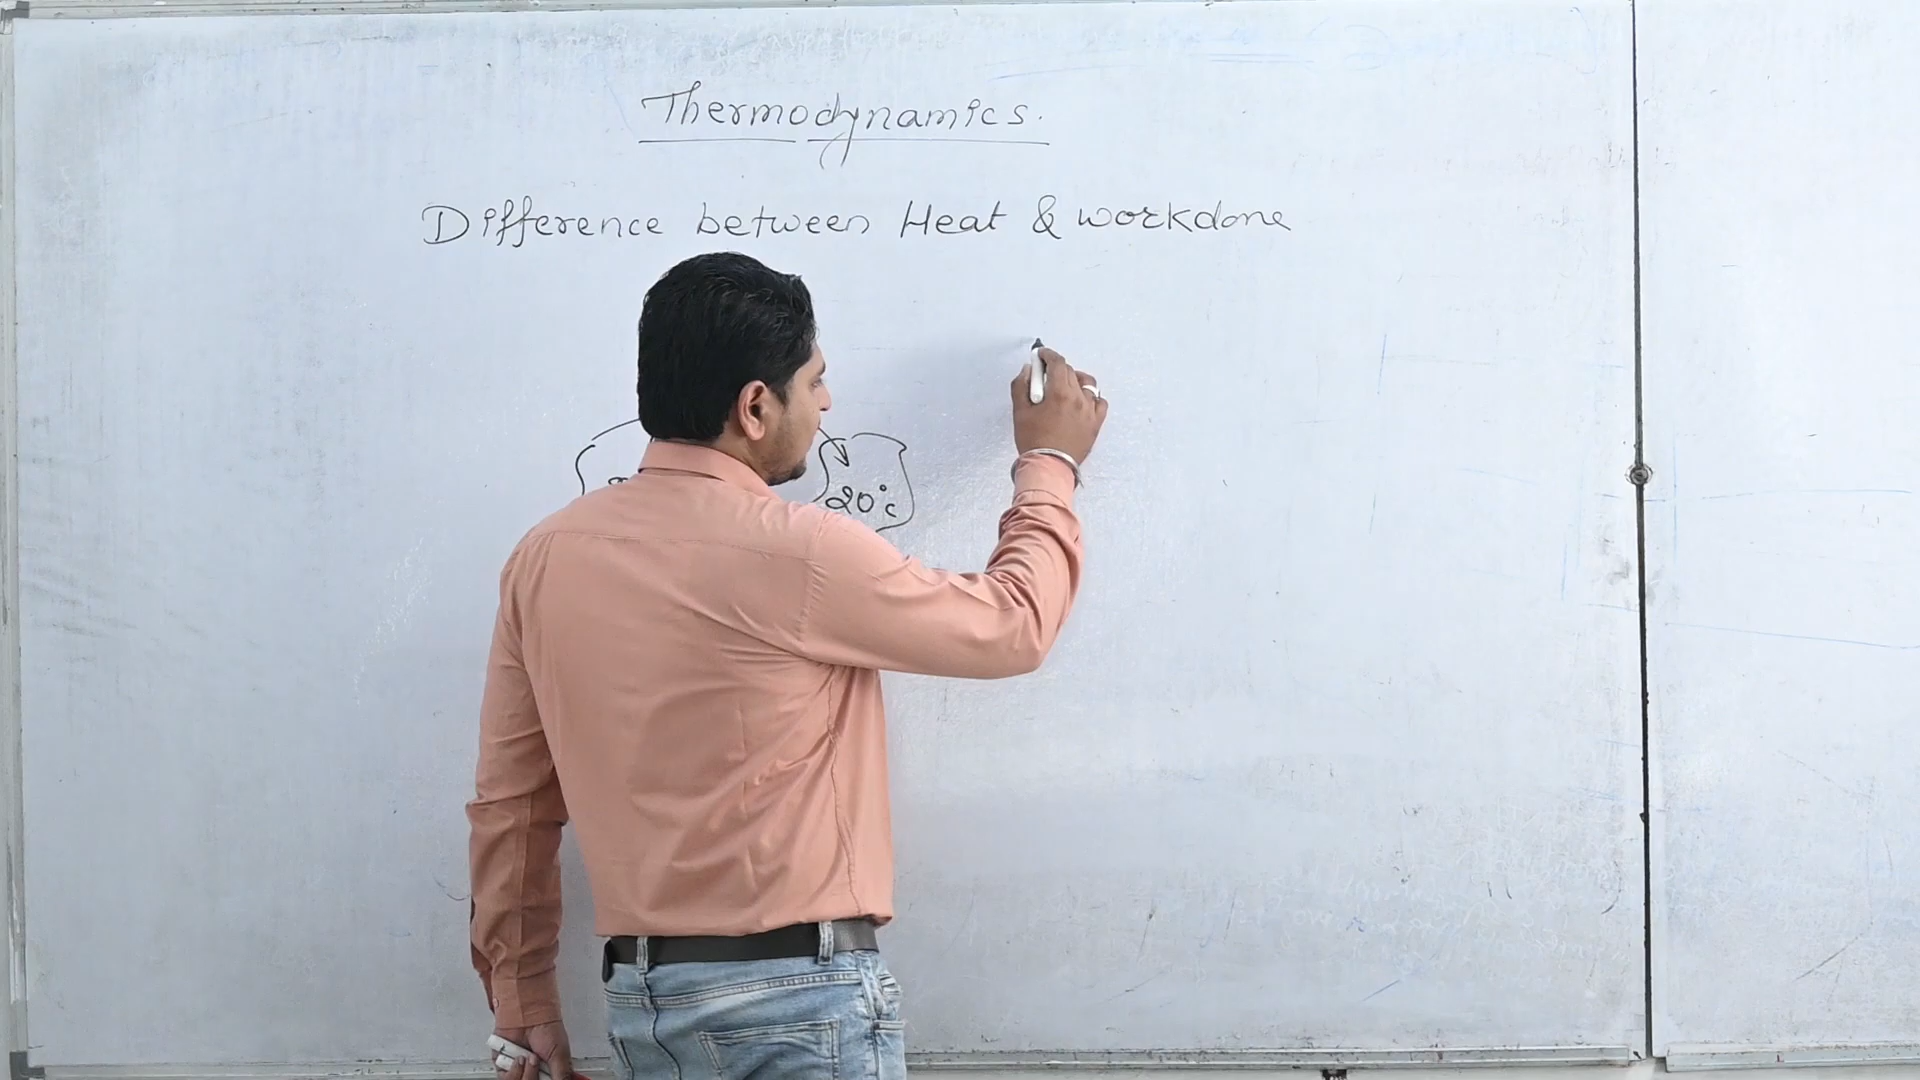 Thermodynamics.
Difference between Heat & workdone
20°c